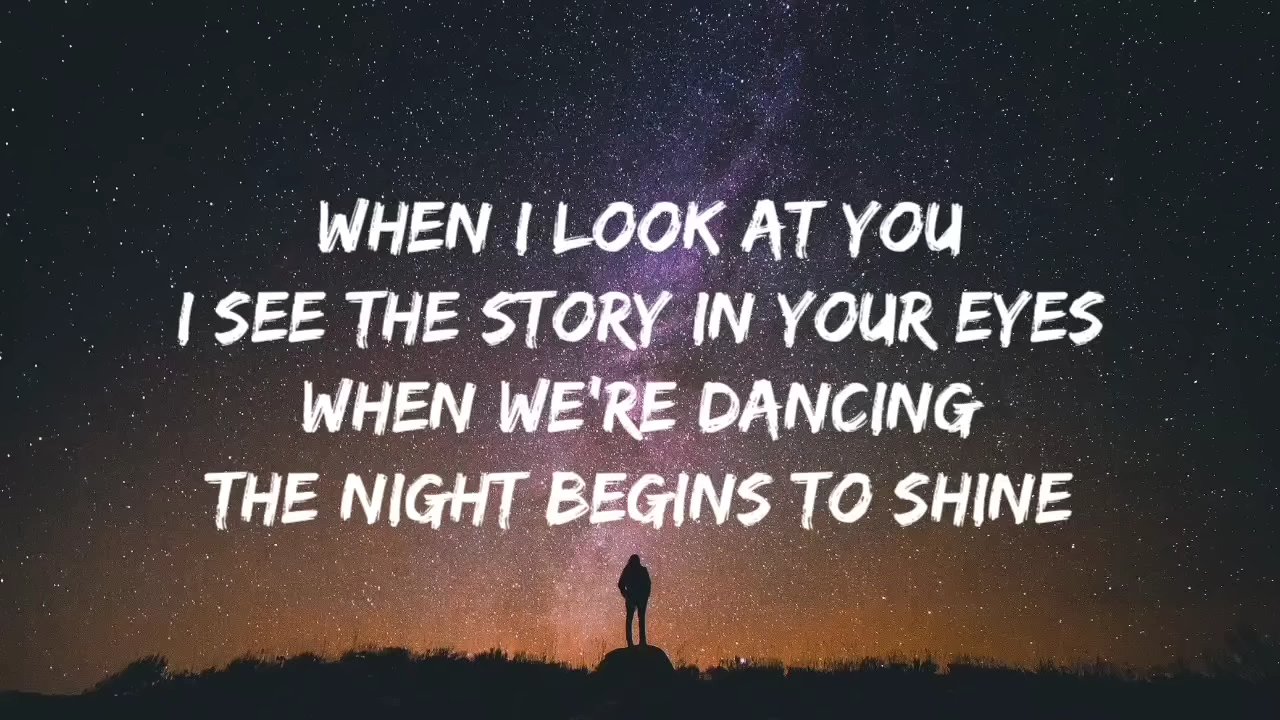 WHEN I LOOK AT YOU
I SEE THE STORY IN YOUR EYES
WHEN WE'RE DANCING
THE NIGHT BEGINS TO SHINE